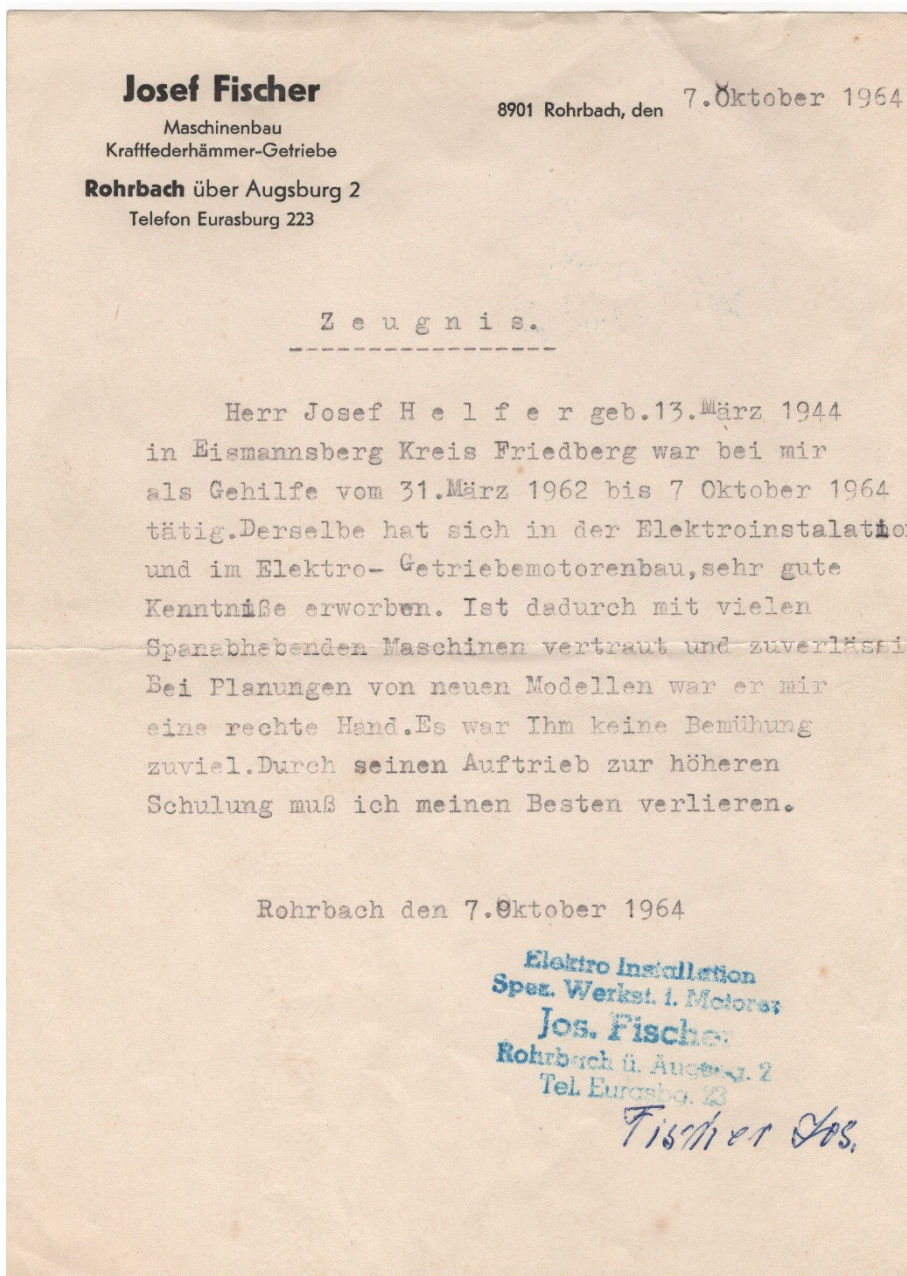 Josef Fischer
Maschinenbau
Kraftfederhämmer-Getriebe
Rohrbach über Augsburg 2
Telefon Eurasburg 223
8901 Rohrbach, den 7.Oktober 1964
Z e u g n i s.
Herr Josef H e l f e r geb.13.März 1944
in Eismannsberg Kreis Friedberg war bei mir
als Gehilfe vom 31.März 1962 bis 7 Oktober 1964
tätig.Derselbe hat sich in der Elektroinstalatio
und im Elektro- Getriebemotorenbau,sehr gute
Kenntniße erworben. Ist dadurch mit vielen
Spanabhebenden Maschinen vertraut und zuverlässi
Bei Planungen von neuen Modellen war er mir
eine rechte Hand.Es war Ihm keine Bemühung
zuviel.Durch seinen Auftrieb zur höheren
Schulung muß ich meinen Besten verlieren.
Rohrbach den 7.Oktober 1964
Elektro Installation
Spez. Werkst. f. Motoren
Jos. Fischer
Rohrbach ü. Augsbg. 2
Tel. Eurasbg. 23
Fischer Jos.